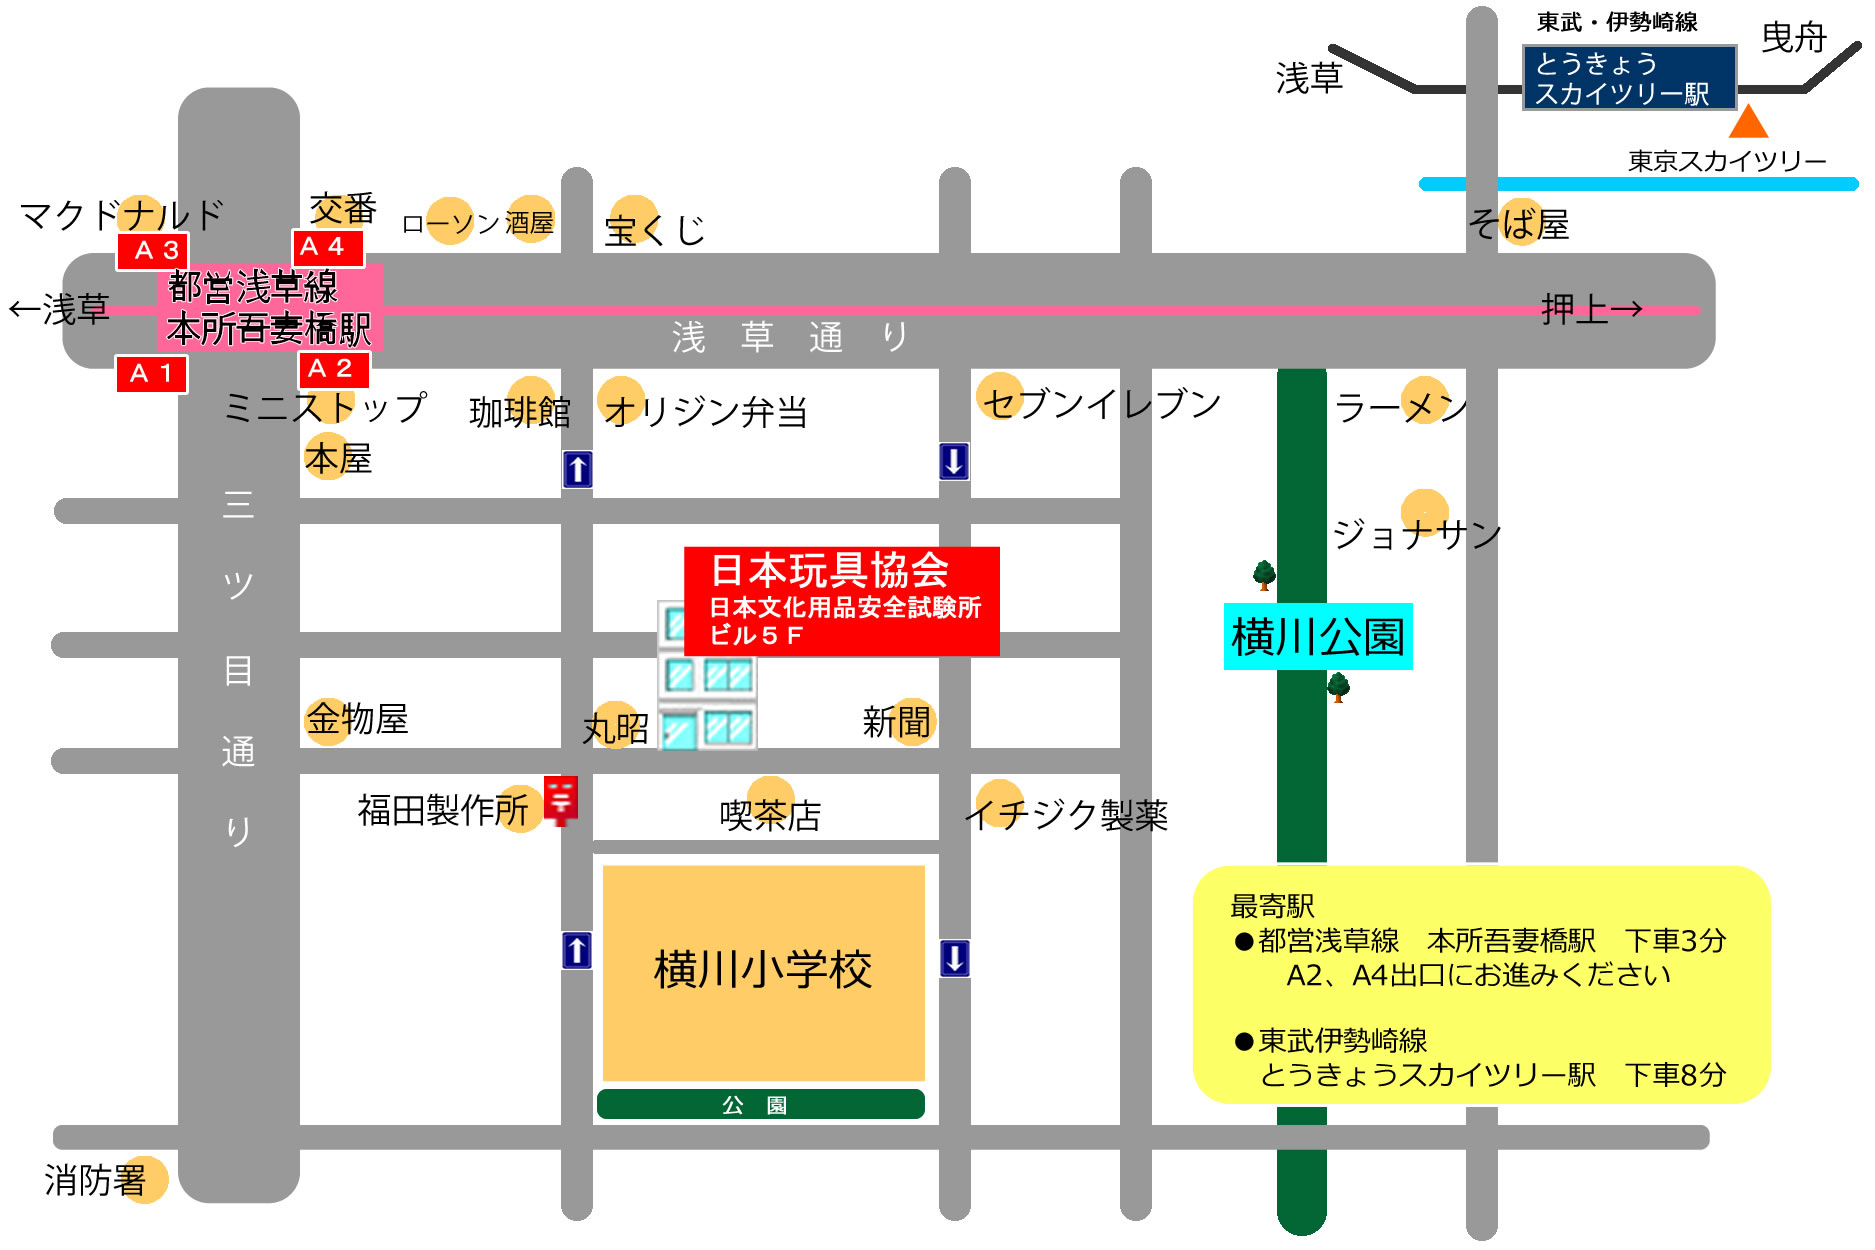 東武・伊勢崎線
曳舟
浅草
とうきょう
スカイツリー駅
東京スカイツリー
マクドナルド
交番
ローソン
酒屋
宝くじ
そば屋
A3
A4
都営浅草線
本所吾妻橋駅
←浅草
押上→
浅草通り
A1
A2
ミニストップ
珈琲館
オリジン弁当
セブンイレブン
ラーメン
本屋
三ツ目通り
ジョナサン
日本玩具協会
日本文化用品安全試験所
ビル5F
横川公園
金物屋
丸昭
新聞
福田製作所
〒
喫茶店
イチジク製薬
横川小学校
公園
消防署
最寄駅
●都営浅草線　本所吾妻橋駅　下車3分
A2、A4出口にお進みください
●東武伊勢崎線
とうきょうスカイツリー駅　下車8分